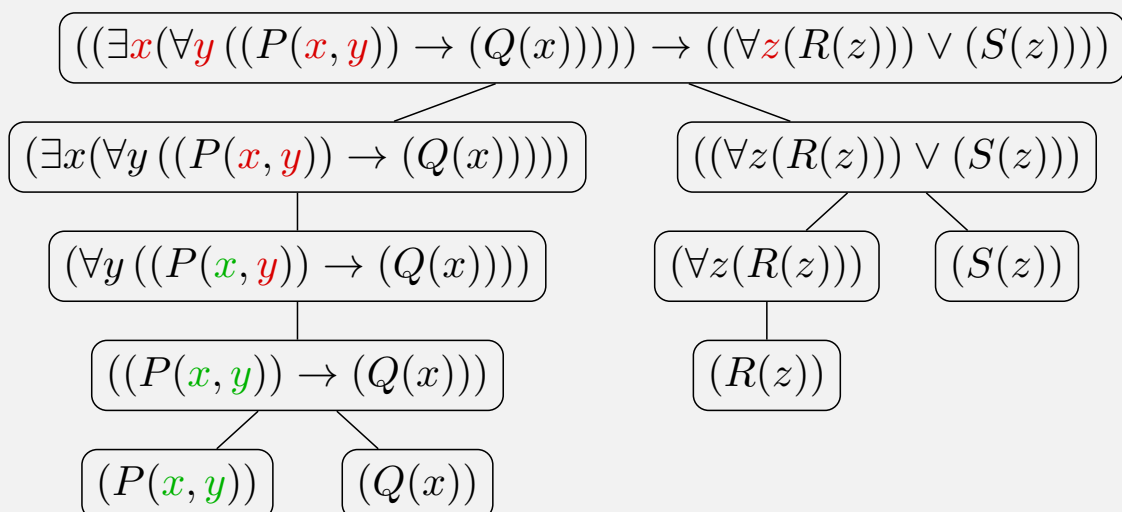 ((∃x(∀y ((P(x, y)) → (Q(x))))) → ((∀z(R(z))) ∨ (S(z))))
(∃x(∀y ((P(x, y)) → (Q(x)))))
((∀z(R(z))) ∨ (S(z)))
(∀y ((P(x, y)) → (Q(x))))
(∀z(R(z)))
(S(z))
((P(x, y)) → (Q(x)))
(R(z))
(P(x, y))
(Q(x))